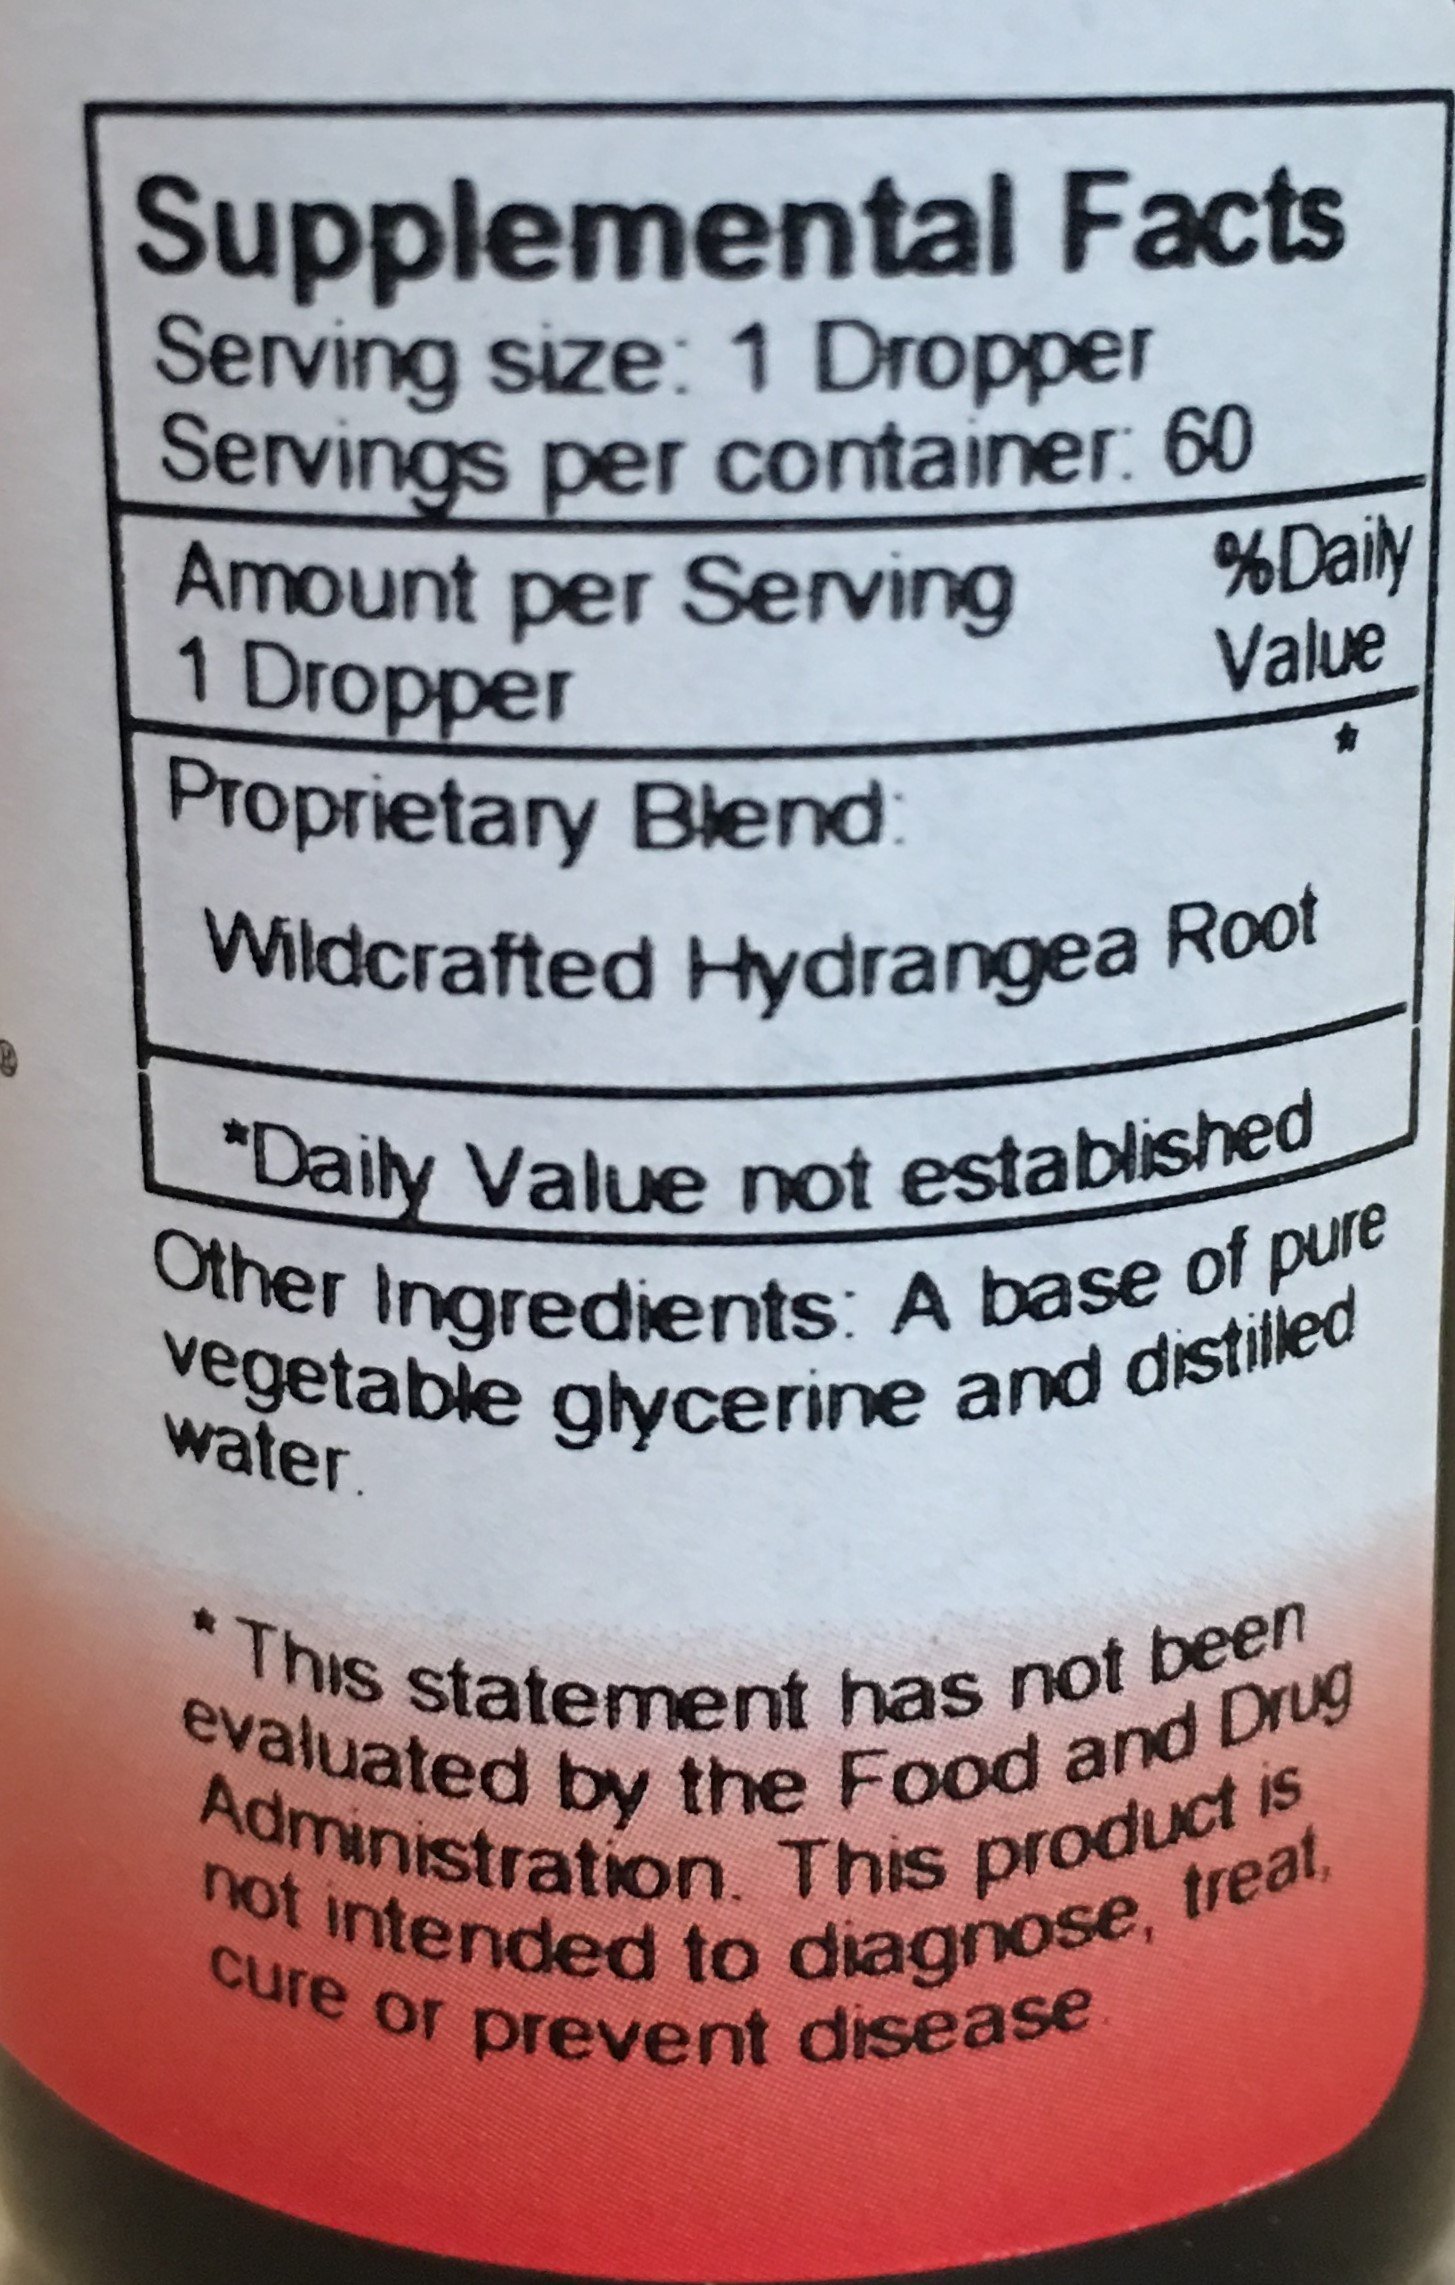 Supplemental Facts
Serving size: 1 Dropper
Servings per container: 60
Amount per Serving %Daily
1 Dropper Value
*
Proprietary Blend:
Wildcrafted Hydrangea Root
®
*Daily Value not established
Other Ingredients: A base of pure
vegetable glycerine and distilled
water.
* This statement has not been
evaluated by the Food and Drug
Administration. This product is
not intended to diagnose, treat,
cure or prevent disease.